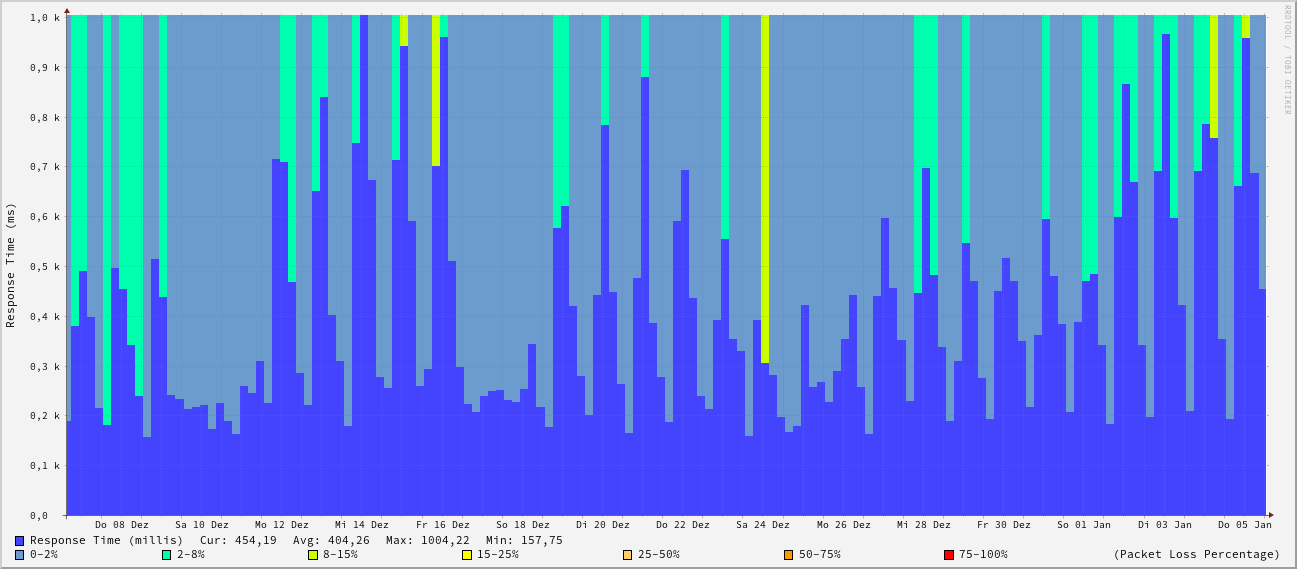 RRDTOOL / TOBI OETIKER
Response Time (ms)
1,0 k
0,9 k
0,8 k
0,7 k
0,6 k
0,5 k
0,4 k
0,3 k
0,2 k
0,1 k
0,0
Do 08 Dez Sa 10 Dez Mo 12 Dez Mi 14 Dez Fr 16 Dez So 18 Dez Di 20 Dez Do 22 Dez Sa 24 Dez Mo 26 Dez Mi 28 Dez Fr 30 Dez So 01 Jan Di 03 Jan Do 05 Jan
Response Time (millis) Cur: 454,19 Avg: 404,26 Max: 1004,22 Min: 157,75
0-2% 2-8% 8-15% 15-25% 25-50% 50-75% 75-100% (Packet Loss Percentage)